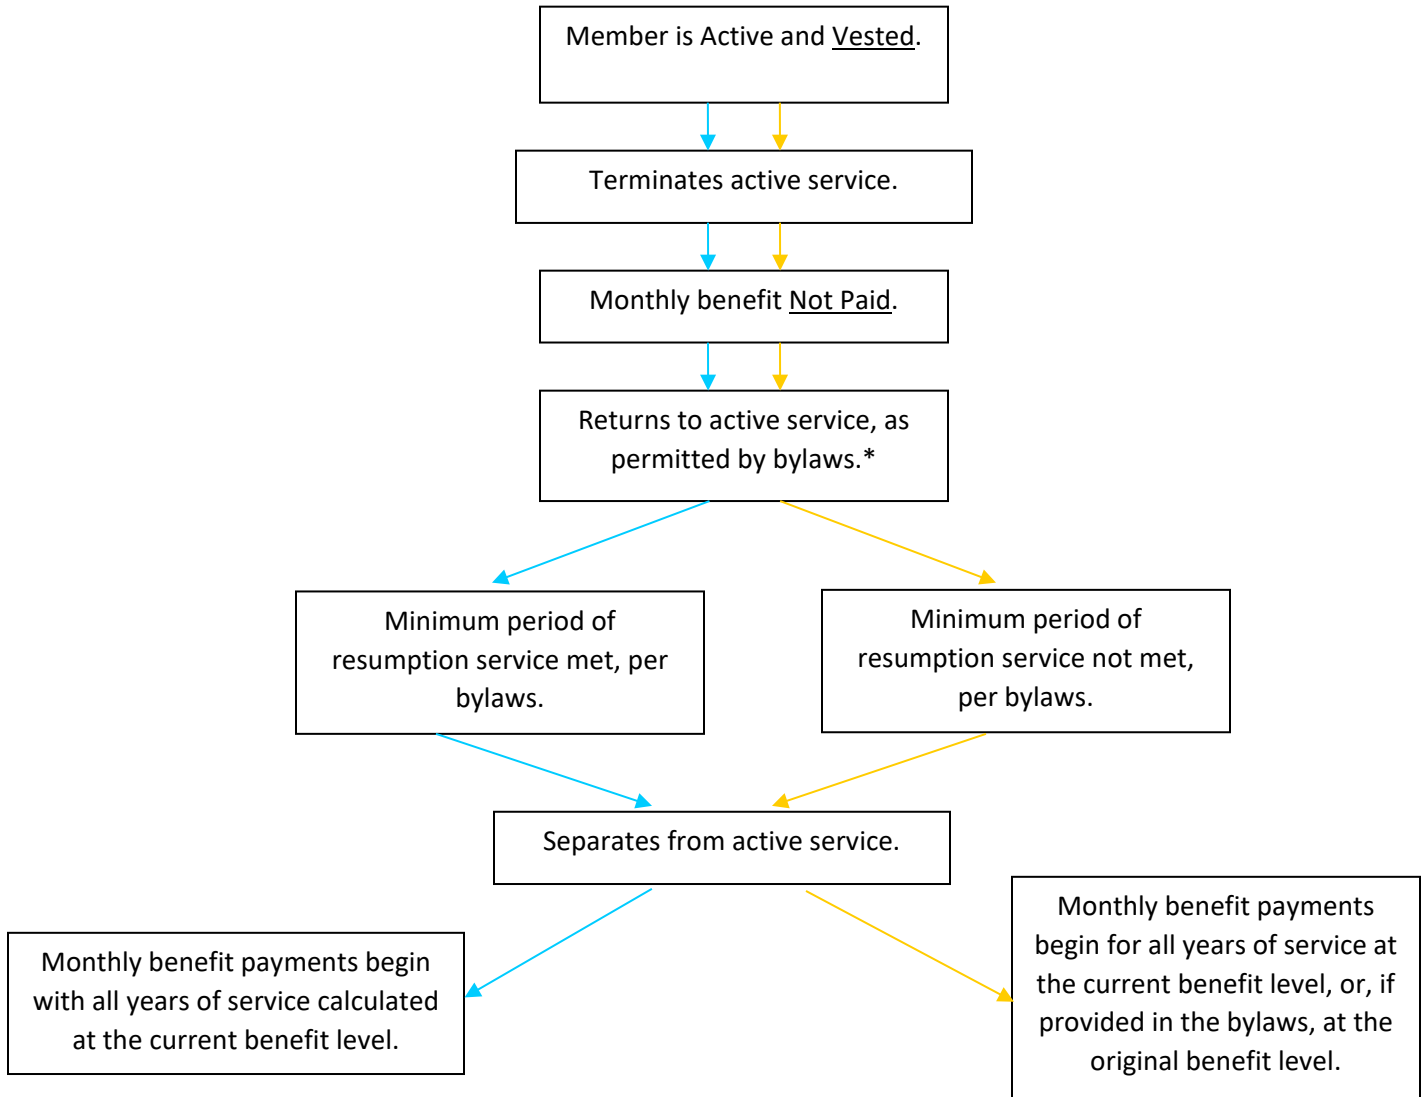 Member is Active and Vested.
Terminates active service.
Monthly benefit Not Paid.
Returns to active service, as
permitted by bylaws.*
Minimum period of
resumption service met, per
bylaws.
Minimum period of
resumption service not met,
per bylaws.
Separates from active service.
Monthly benefit payments begin
with all years of service calculated
at the current benefit level.
Monthly benefit payments
begin for all years of service at
the current benefit level, or, if
provided in the bylaws, at the
original benefit level.